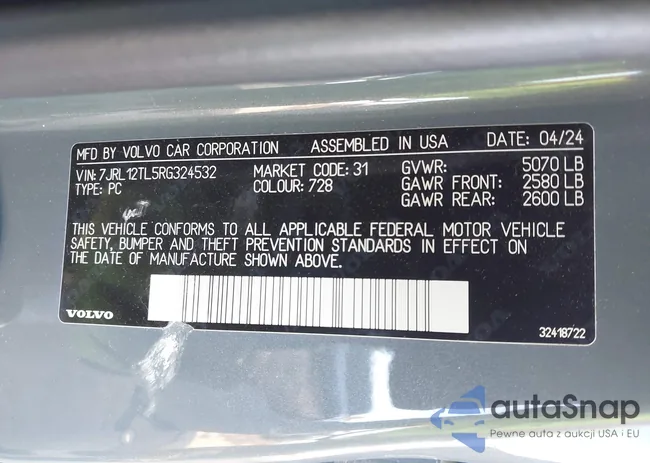 MFD BY VOLVO CAR CORPORATION ASSEMBLED IN USA DATE: 04/24
VIN: 7JRL12TL5RG324532 MARKET CODE: 31 GVWR: 5070 LB
TYPE: PC COLOUR: 728 GAWR FRONT: 2580 LB
GAWR REAR: 2600 LB
THIS VEHICLE CONFORMS TO ALL APPLICABLE FEDERAL MOTOR VEHICLE
SAFETY, BUMPER AND THEFT PREVENTION STANDARDS IN EFFECT ON
THE DATE OF MANUFACTURE SHOWN ABOVE.
VOLVO
32418722
autaSnap
Pewne auta z aukcji USA i EU